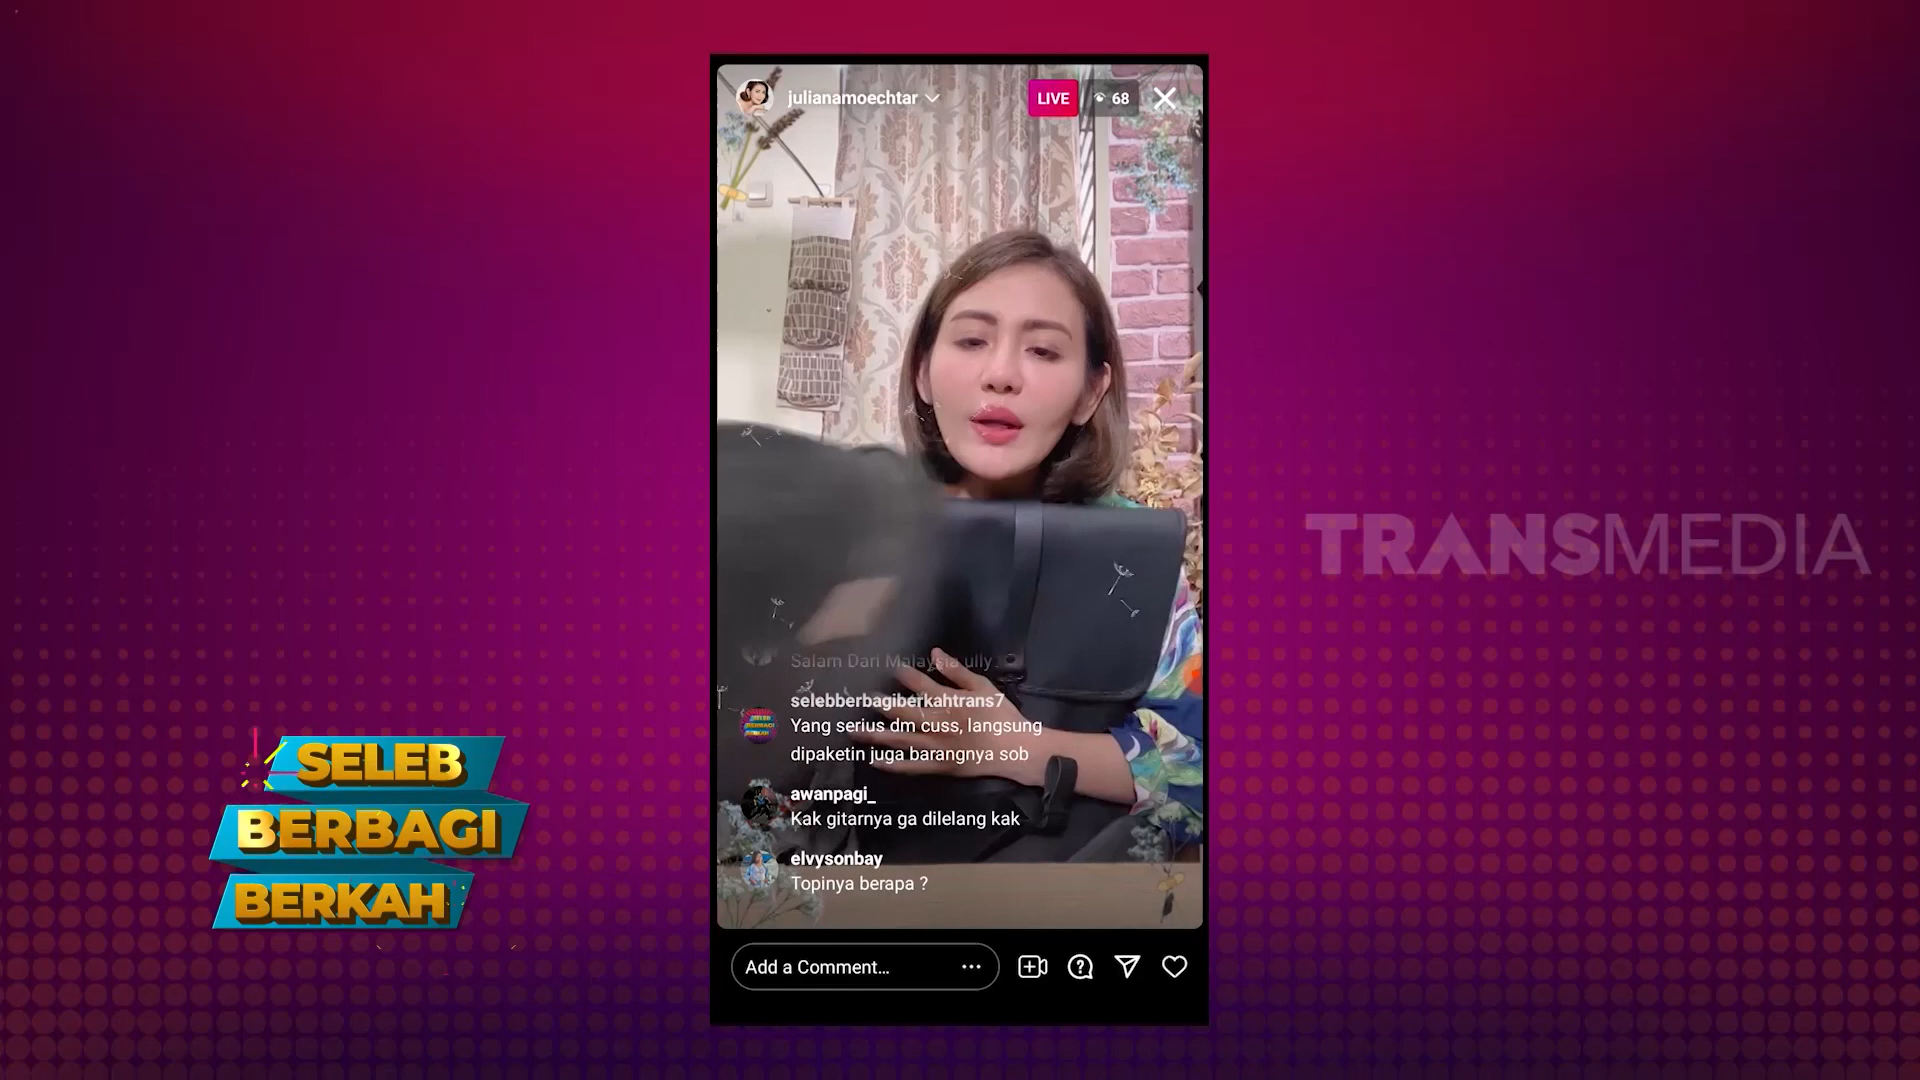 julianamoechtar
LIVE
68
Salam Dari Malaysia ully
selebberbagiberkahtrans7
Yang serius dm cuss, langsung
dipaketin juga barangnya sob
awanpagi_
Kak gitarnya ga dilelang kak
elvysonbay
Topinya berapa ?
Add a Comment...
SELEB
BERBAGI
BERKAH
TRANSMEDIA